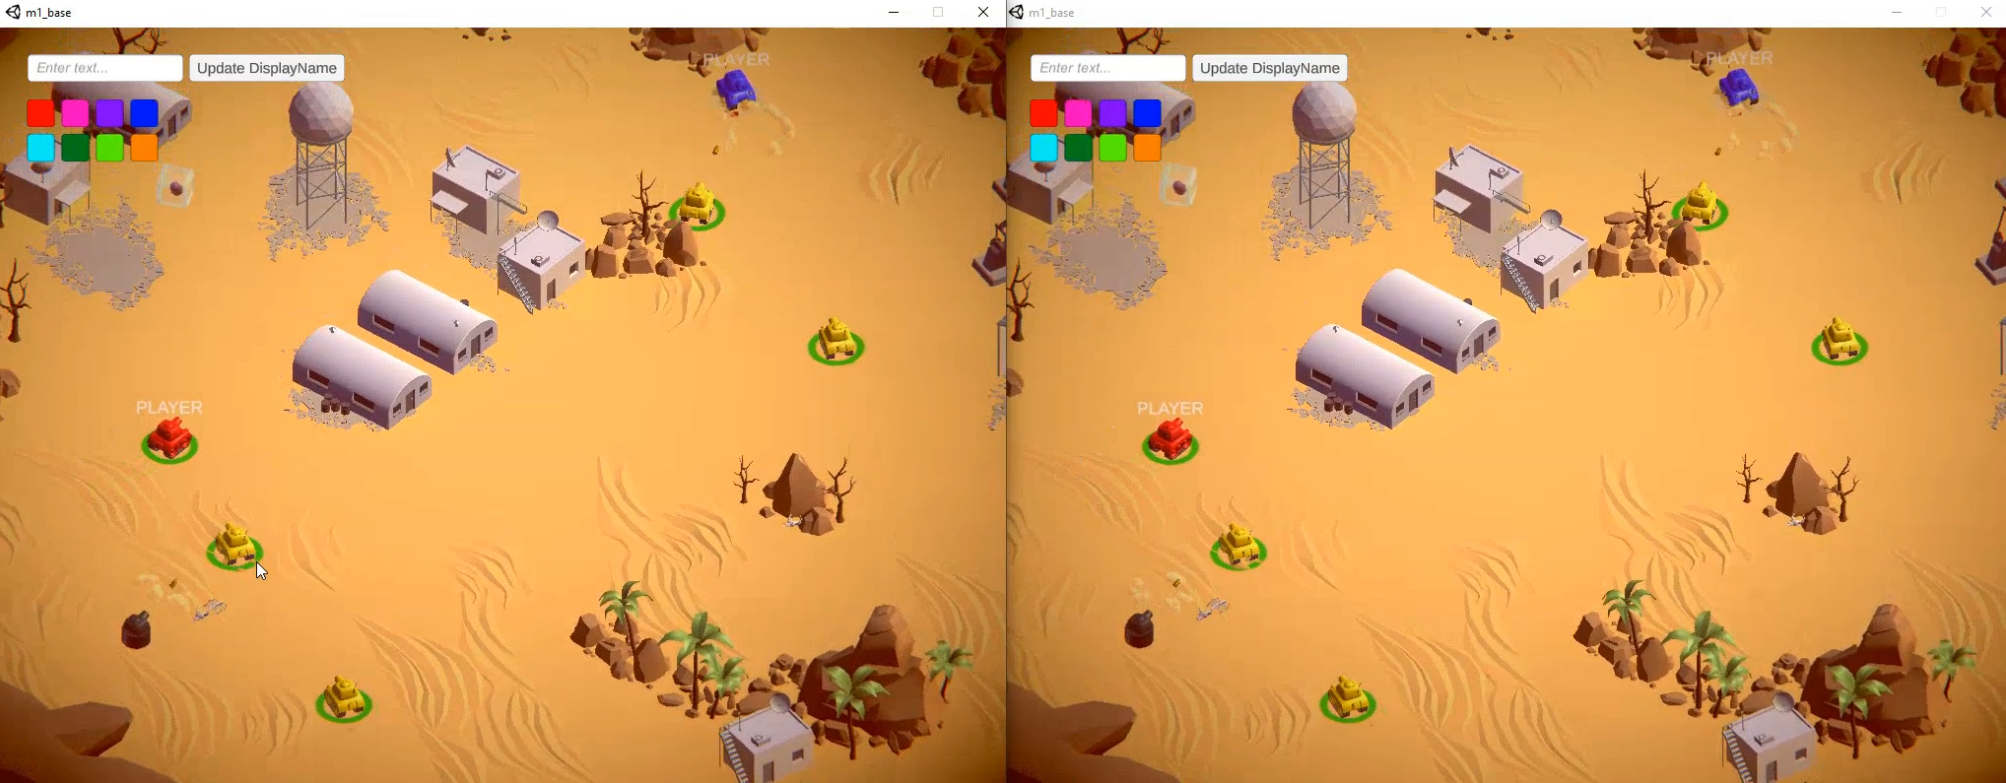 m1_base
Enter text...
Update DisplayName
PLAYER
PLAYER
m1_base
Enter text...
Update DisplayName
PLAYER
PLAYER